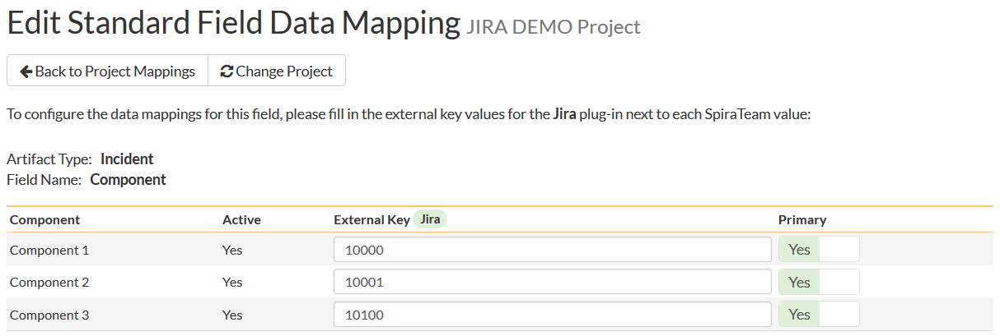 Edit Standard Field Data Mapping JIRA DEMO Project
Back to Project Mappings Change Project
To configure the data mappings for this field, please fill in the external key values for the Jira plug-in next to each SpiraTeam value:
Artifact Type: Incident
Field Name: Component
Component Active External Key Jira Primary
Component 1 Yes 10000 Yes
Component 2 Yes 10001 Yes
Component 3 Yes 10100 Yes